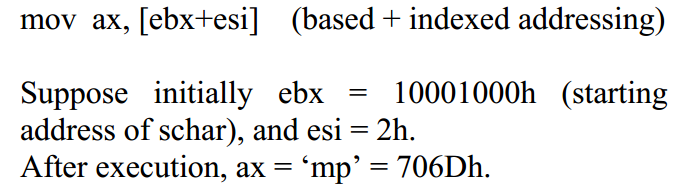 mov ax, [ebx+esi] (based + indexed addressing)
Suppose initially ebx = 10001000h (starting
address of schar), and esi = 2h.
After execution, ax = ‘mp’ = 706Dh.